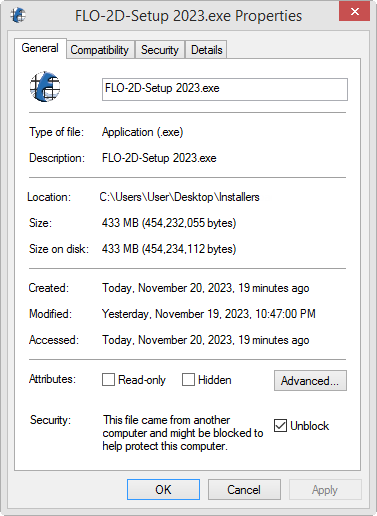 FLO-2D-Setup 2023.exe Properties
General Compatibility Security Details
FLO-2D-Setup 2023.exe
Type of file: Application (.exe)
Description: FLO-2D-Setup 2023.exe
Location: C:\Users\User\Desktop\Installers
Size: 433 MB (454,232,055 bytes)
Size on disk: 433 MB (454,234,112 bytes)
Created: Today, November 20, 2023, 19 minutes ago
Modified: Yesterday, November 19, 2023, 10:47:00 PM
Accessed: Today, November 20, 2023, 19 minutes ago
Attributes: Read-only Hidden Advanced...
Security: This file came from another
computer and might be blocked to
help protect this computer.
Unblock
OK Cancel Apply